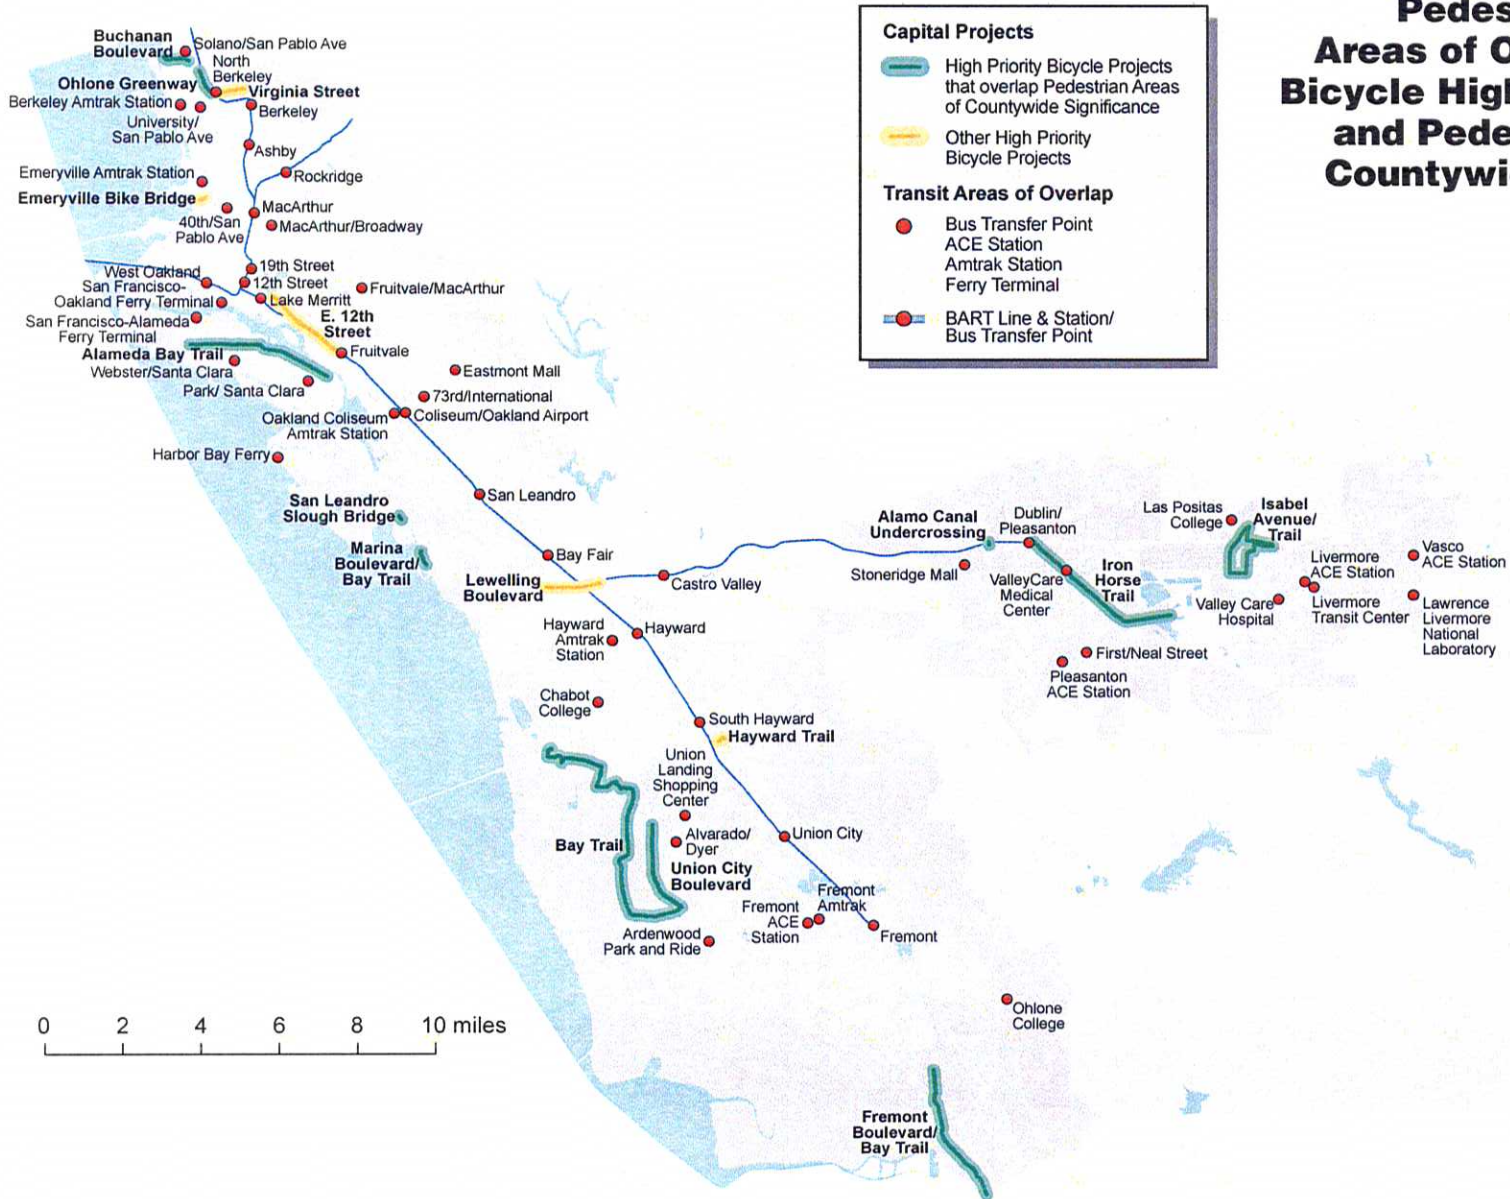 Pedes
Areas of O
Bicycle High
and Pede
Countywi
Capital Projects
High Priority Bicycle Projects
that overlap Pedestrian Areas
of Countywide Significance
Other High Priority
Bicycle Projects
Transit Areas of Overlap
Bus Transfer Point
ACE Station
Amtrak Station
Ferry Terminal
BART Line & Station/
Bus Transfer Point
Buchanan
Boulevard
Solano/San Pablo Ave
North
Berkeley
Ohlone Greenway
Virginia Street
Berkeley Amtrak Station
Berkeley
University/
San Pablo Ave
Ashby
Emeryville Amtrak Station
Rockridge
Emeryville Bike Bridge
MacArthur
40th/San
Pablo Ave
MacArthur/Broadway
West Oakland
19th Street
12th Street
San Francisco-
Oakland Ferry Terminal
Lake Merritt
Fruitvale/MacArthur
San Francisco-Alameda
Ferry Terminal
E. 12th
Street
Alameda Bay Trail
Fruitvale
Webster/Santa Clara
Park/ Santa Clara
Eastmont Mall
73rd/International
Oakland Coliseum
Amtrak Station
Coliseum/Oakland Airport
Harbor Bay Ferry
San Leandro
San Leandro
Slough Bridge
Marina
Boulevard/
Bay Trail
Bay Fair
Lewelling
Boulevard
Castro Valley
Alamo Canal
Undercrossing
Dublin/
Pleasanton
Stoneridge Mall
ValleyCare
Medical
Center
Iron
Horse
Trail
Las Positas
College
Isabel
Avenue/
Trail
Livermore
ACE Station
Vasco
ACE Station
Valley Care
Hospital
Livermore
Transit Center
Lawrence
Livermore
National
Laboratory
First/Neal Street
Pleasanton
ACE Station
Hayward
Amtrak
Station
Hayward
Chabot
College
South Hayward
Hayward Trail
Union
Landing
Shopping
Center
Bay Trail
Alvarado/
Dyer
Union City
Union City
Boulevard
Fremont
Amtrak
Fremont
ACE
Station
Fremont
Ardenwood
Park and Ride
Ohlone
College
0 2 4 6 8 10 miles
Fremont
Boulevard/
Bay Trail